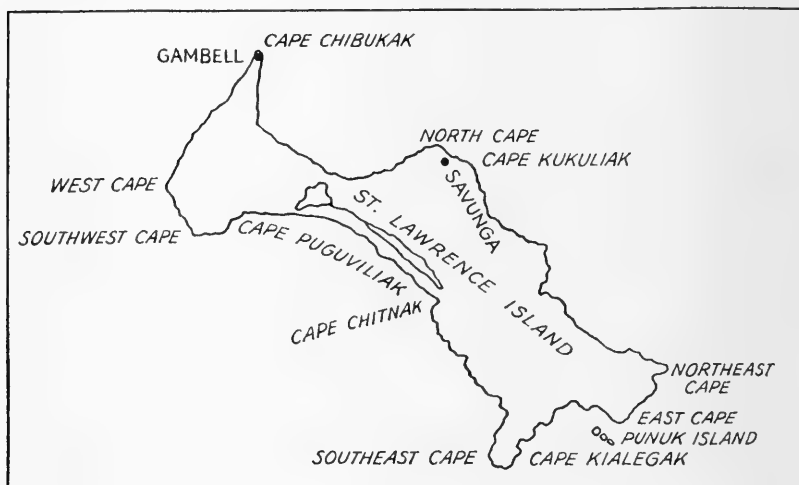 CAPE CHIBUKAK
GAMBELL
NORTH CAPE
CAPE KUKULIAK
WEST CAPE
SAVUNGA
ST. LAWRENCE ISLAND
SOUTHWEST CAPE
CAPE PUGUVILIAK
CAPE CHITNAK
NORTHEAST
CAPE
EAST CAPE
PUNUK ISLAND
SOUTHEAST CAPE
CAPE KIALEGAK